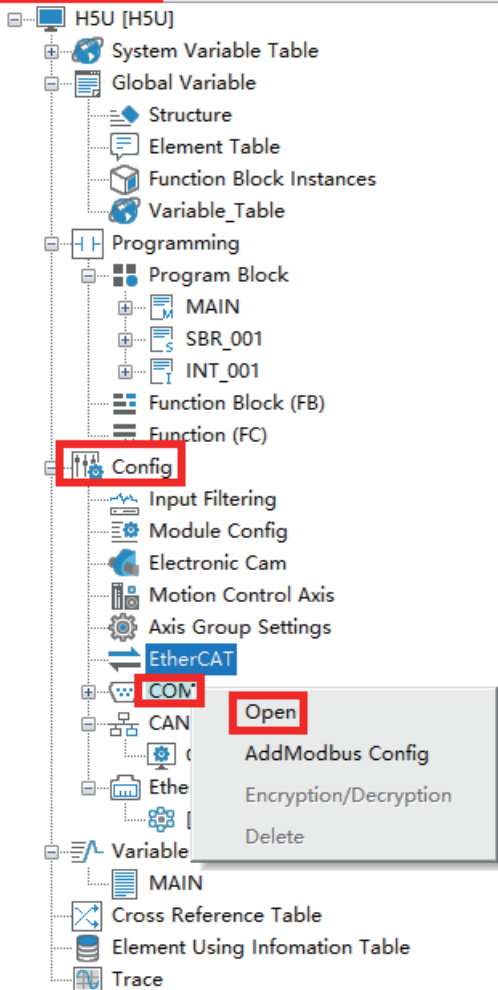 H5U [H5U]
System Variable Table
Global Variable
Structure
Element Table
Function Block Instances
Variable_Table
Programming
Program Block
MAIN
SBR_001
INT_001
Function Block (FB)
Function (FC)
Config
Input Filtering
Module Config
Electronic Cam
Motion Control Axis
Axis Group Settings
EtherCAT
COM
Open
CAN
AddModbus Config
Ethe
Encryption/Decryption
Delete
Variable
MAIN
Cross Reference Table
Element Using Infomation Table
Trace